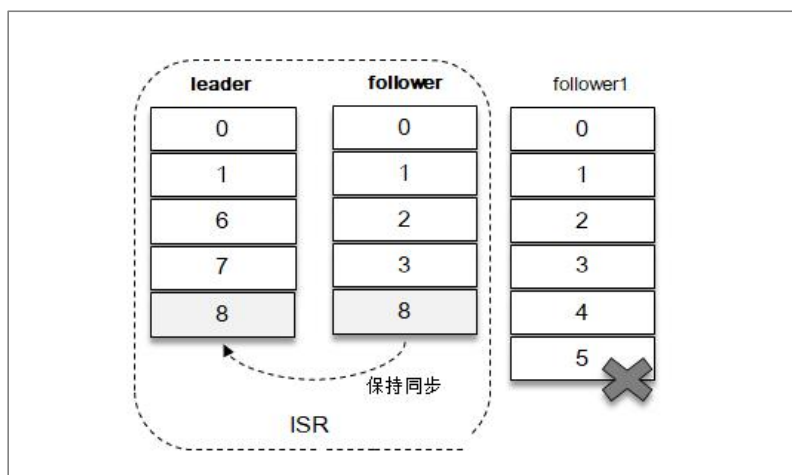 leader follower follower1
0 0 0
1 1 1
6 2 2
7 3 3
8 8 4
5
保持同步
ISR